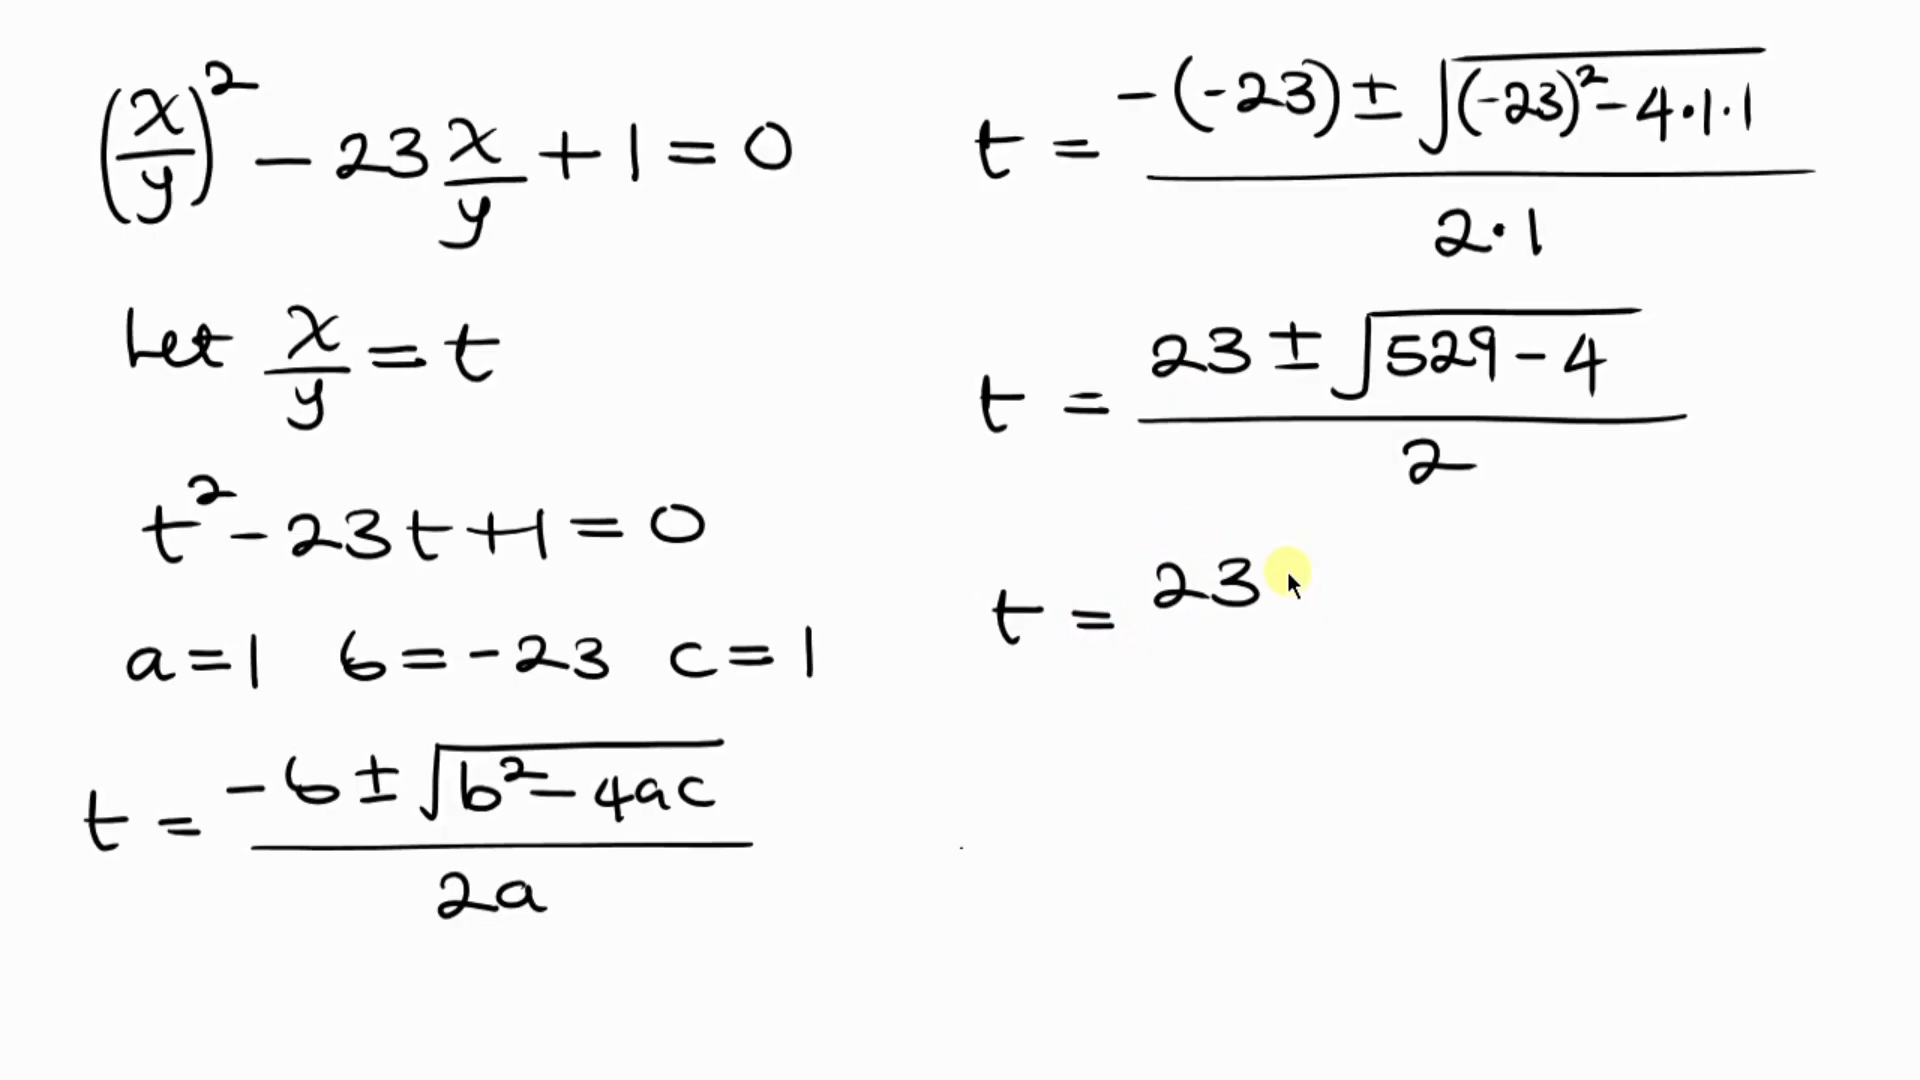 (x/y)² - 23 x/y + 1 = 0
Let x/y = t
t² - 23t + 1 = 0
a = 1 b = -23 c = 1
t = (-b ± √(b² - 4ac)) / 2a
t = (-(-23) ± √((-23)² - 4·1·1)) / 2·1
t = (23 ± √(529 - 4)) / 2
t = 23